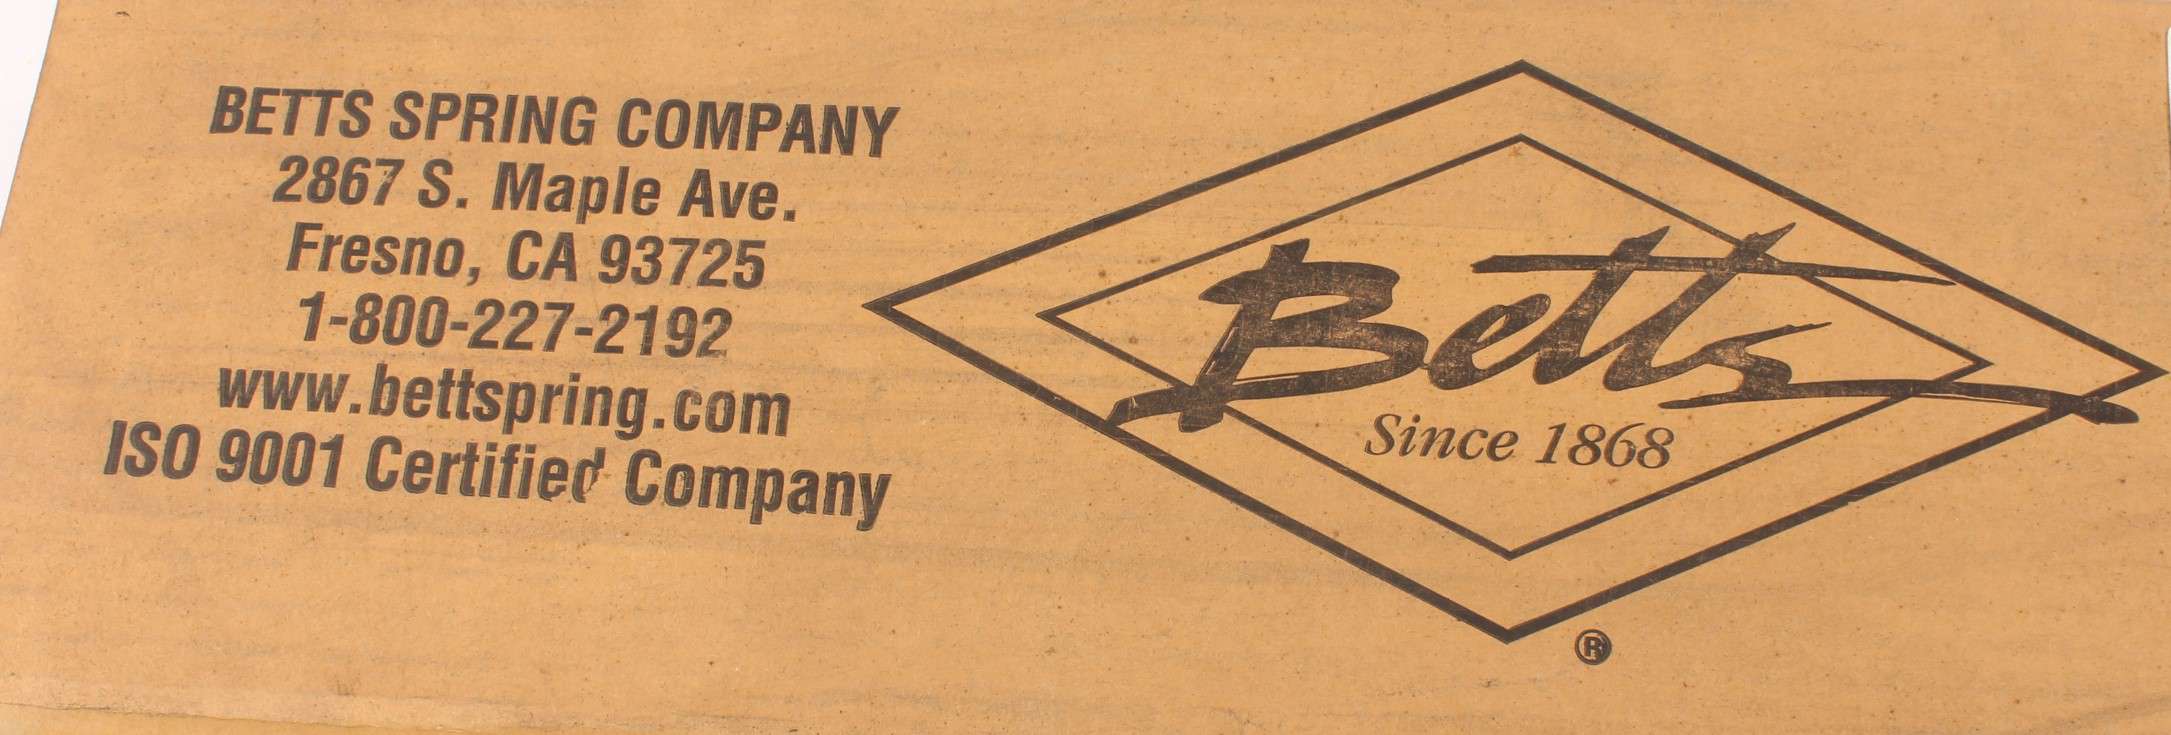 BETTS SPRING COMPANY
2867 S. Maple Ave.
Fresno, CA 93725
1-800-227-2192
www.bettspring.com
ISO 9001 Certified Company
Betts
Since 1868
®